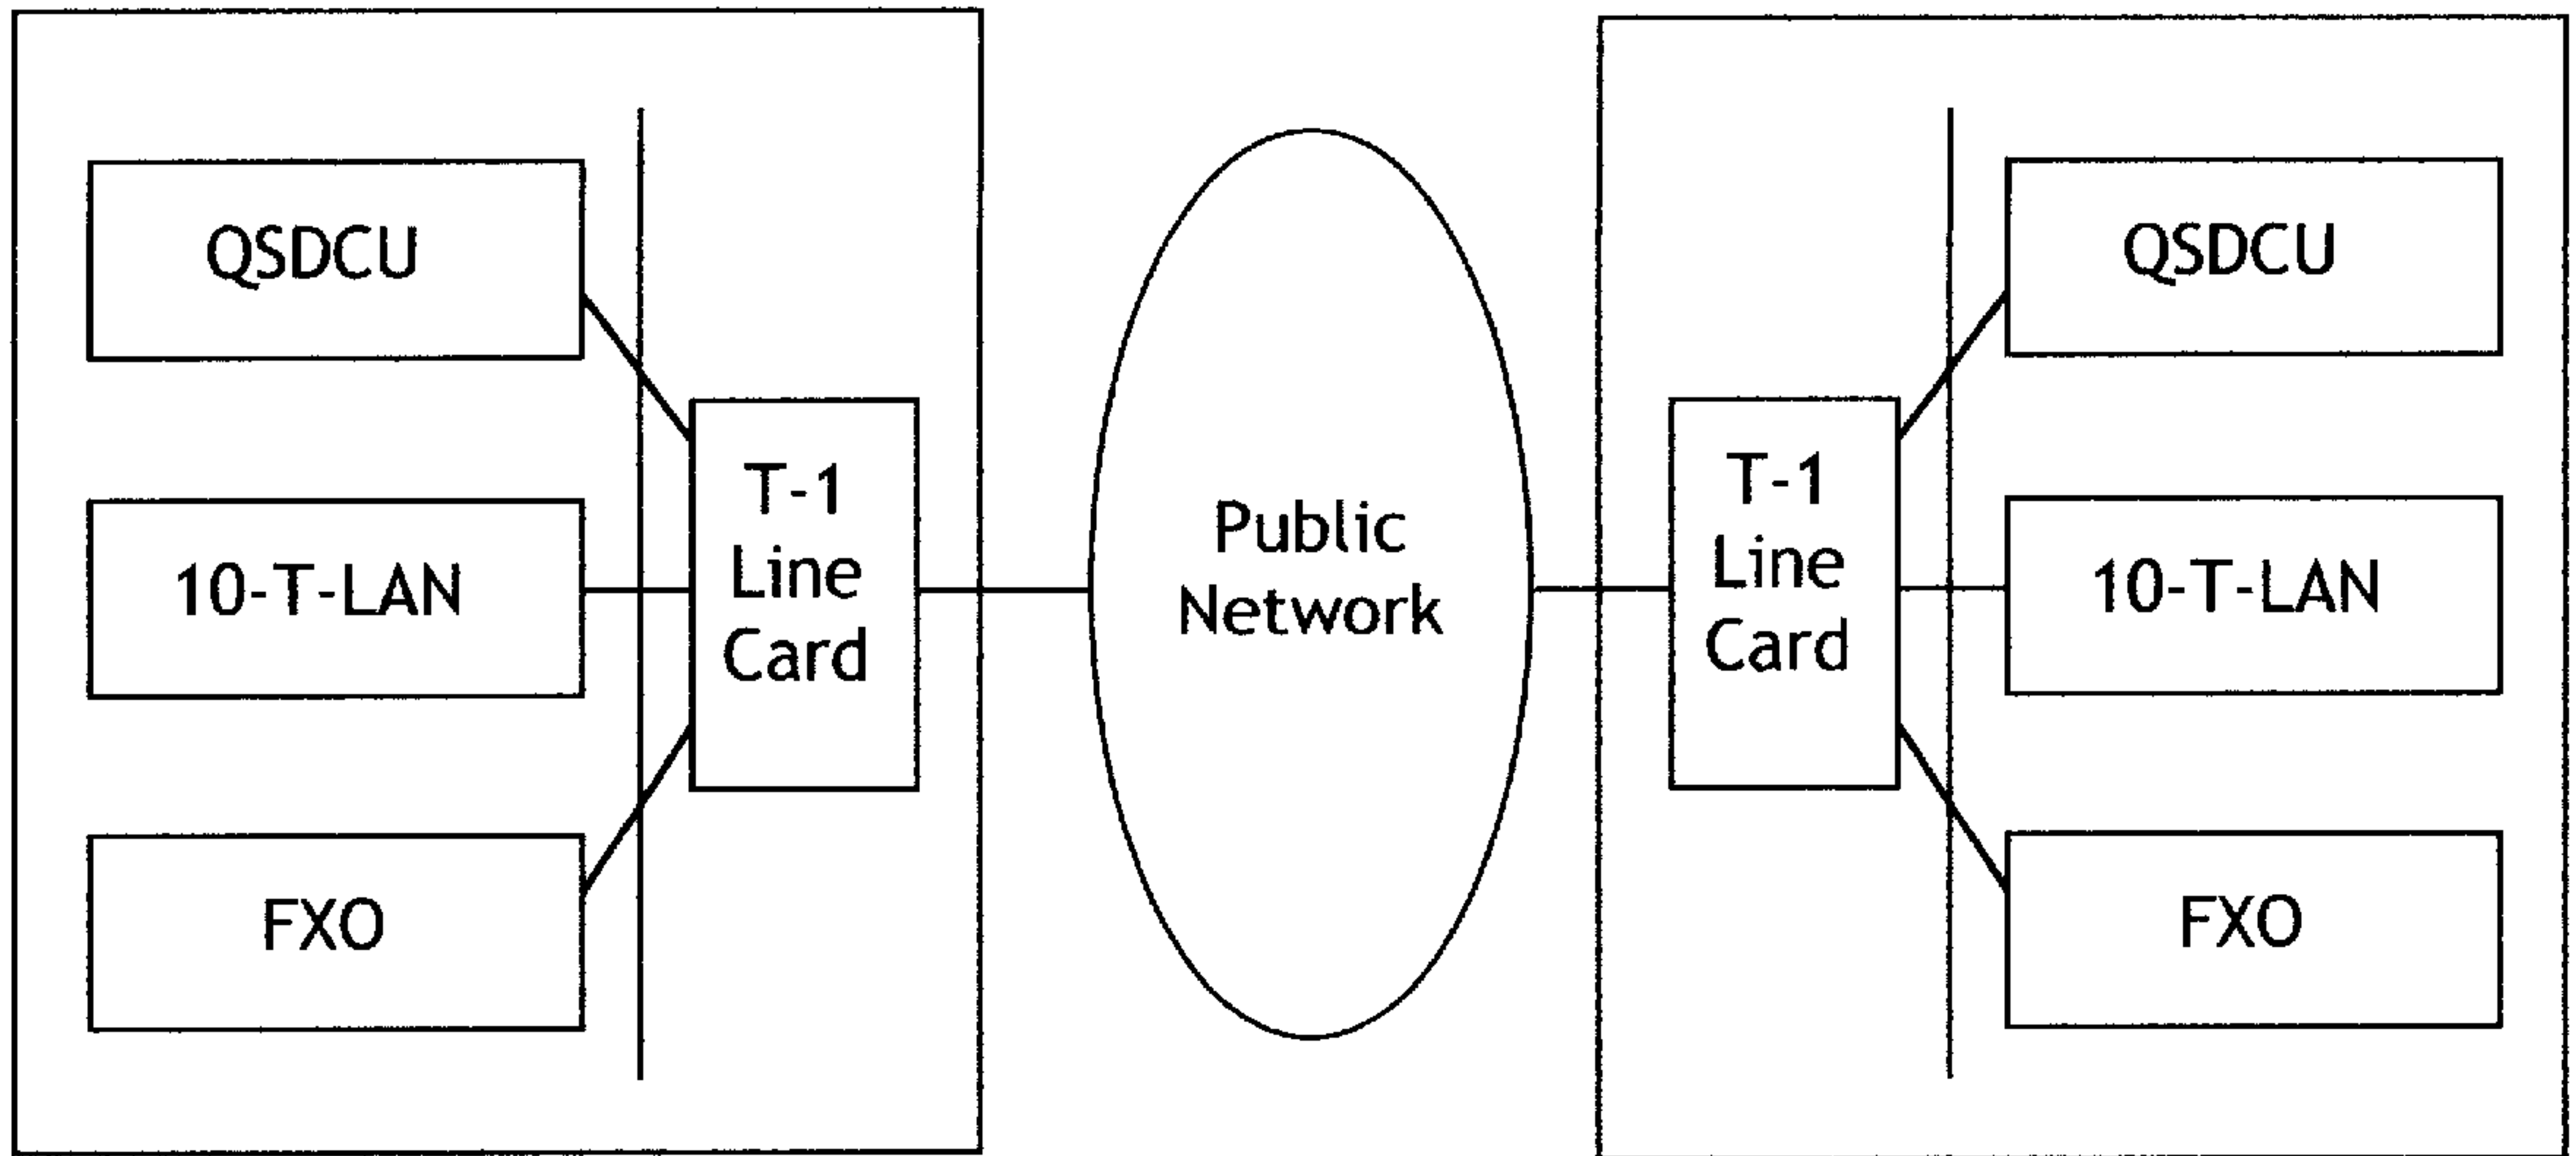 QSDCU
10-T-LAN
FXO
T-1
Line
Card
Public
Network
T-1
Line
Card
QSDCU
10-T-LAN
FXO